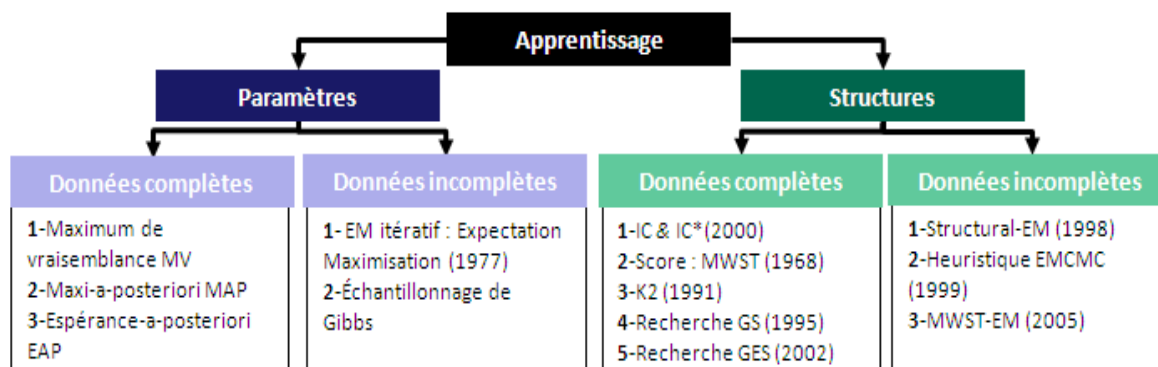 Apprentissage
Paramètres
Structures
Données complètes
Données incomplètes
Données complètes
Données incomplètes
1-Maximum de
vraisemblance MV
2-Maxi-a-posteriori MAP
3-Espérance-a-posteriori
EAP
1- EM itératif : Expectation
Maximisation (1977)
2-Échantillonnage de
Gibbs
1-IC & IC* (2000)
2-Score : MWST (1968)
3-K2 (1991)
4-Recherche GS (1995)
5-Recherche GES (2002)
1-Structural-EM (1998)
2-Heuristique EMCMC
(1999)
3-MWST-EM (2005)